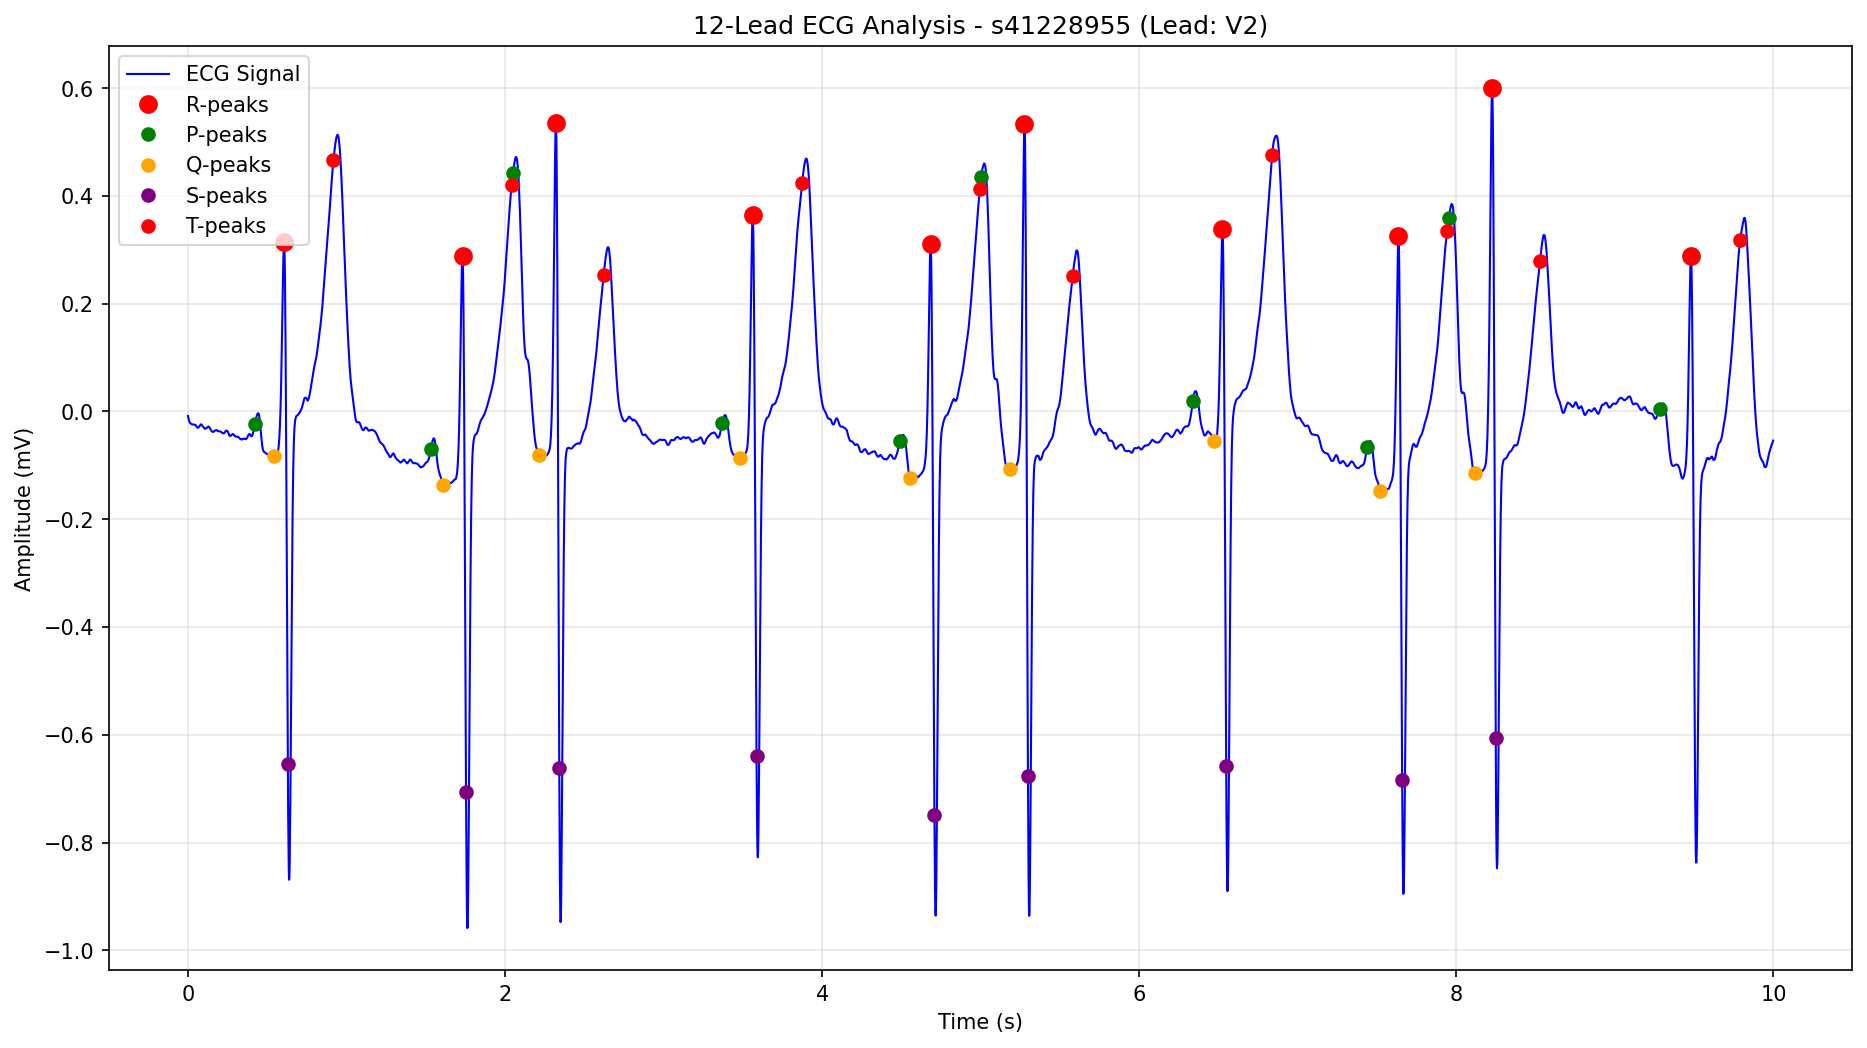 12-Lead ECG Analysis - s41228955 (Lead: V2)
ECG Signal
R-peaks
P-peaks
Q-peaks
S-peaks
T-peaks
0.6
0.4
0.2
0.0
−0.2
−0.4
−0.6
−0.8
−1.0
Amplitude (mV)
0 2 4 6 8 10
Time (s)